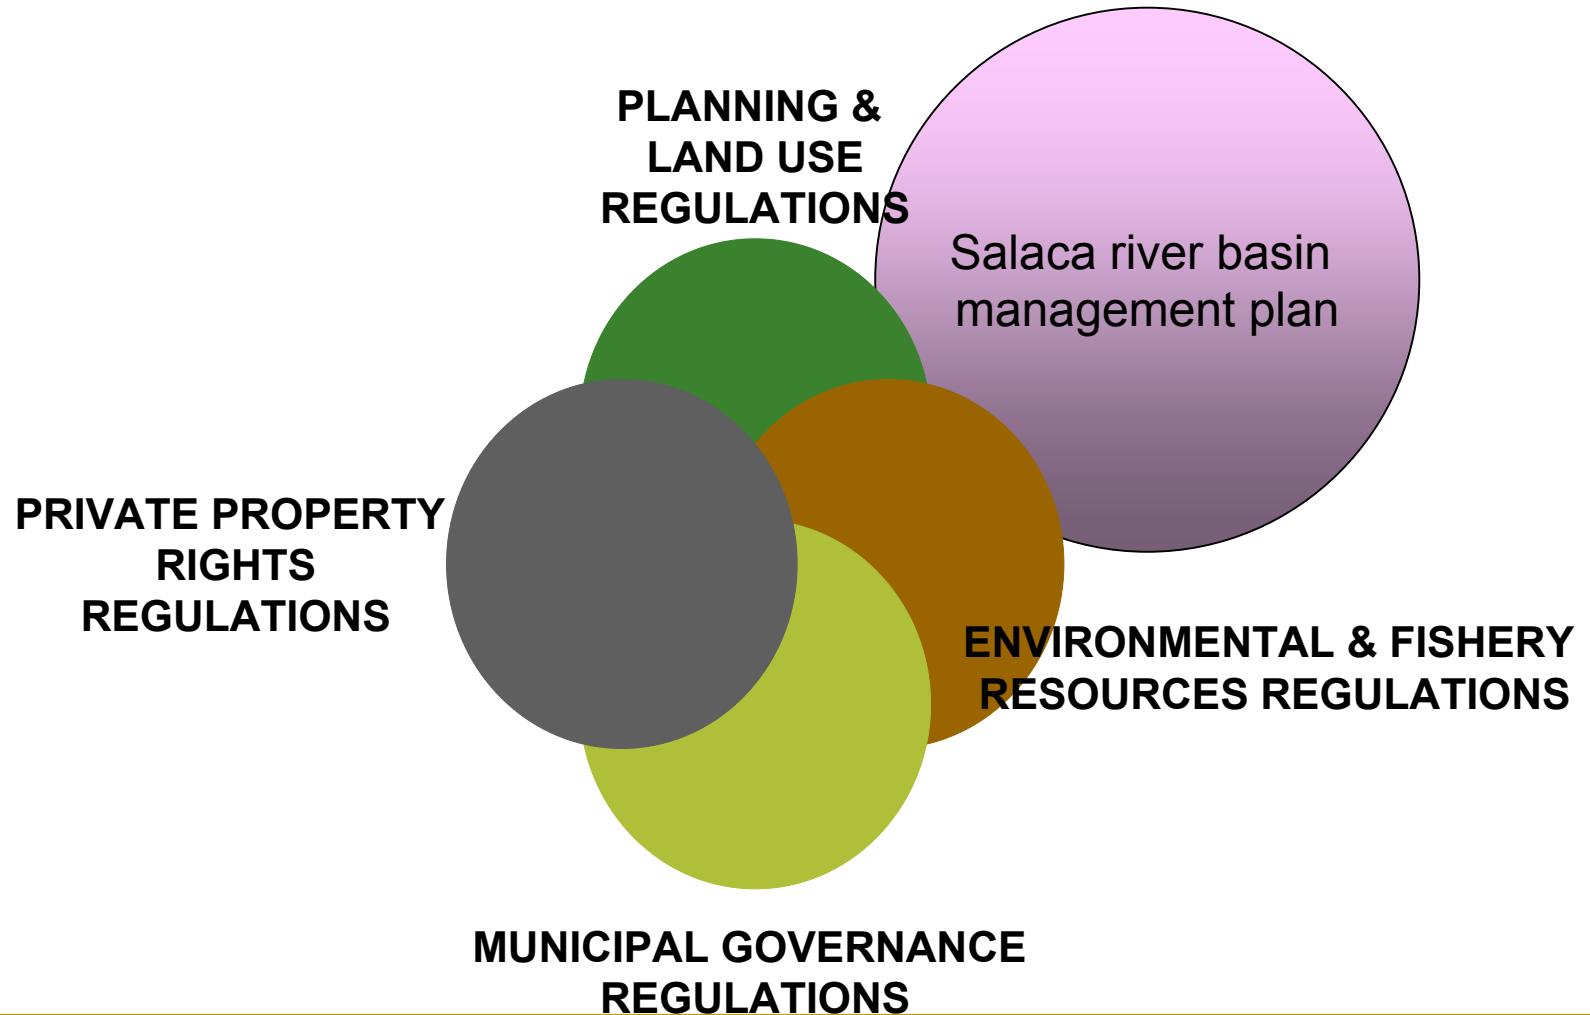 PLANNING &
LAND USE
REGULATIONS
Salaca river basin
management plan
PRIVATE PROPERTY
RIGHTS
REGULATIONS
ENVIRONMENTAL & FISHERY
RESOURCES REGULATIONS
MUNICIPAL GOVERNANCE
REGULATIONS